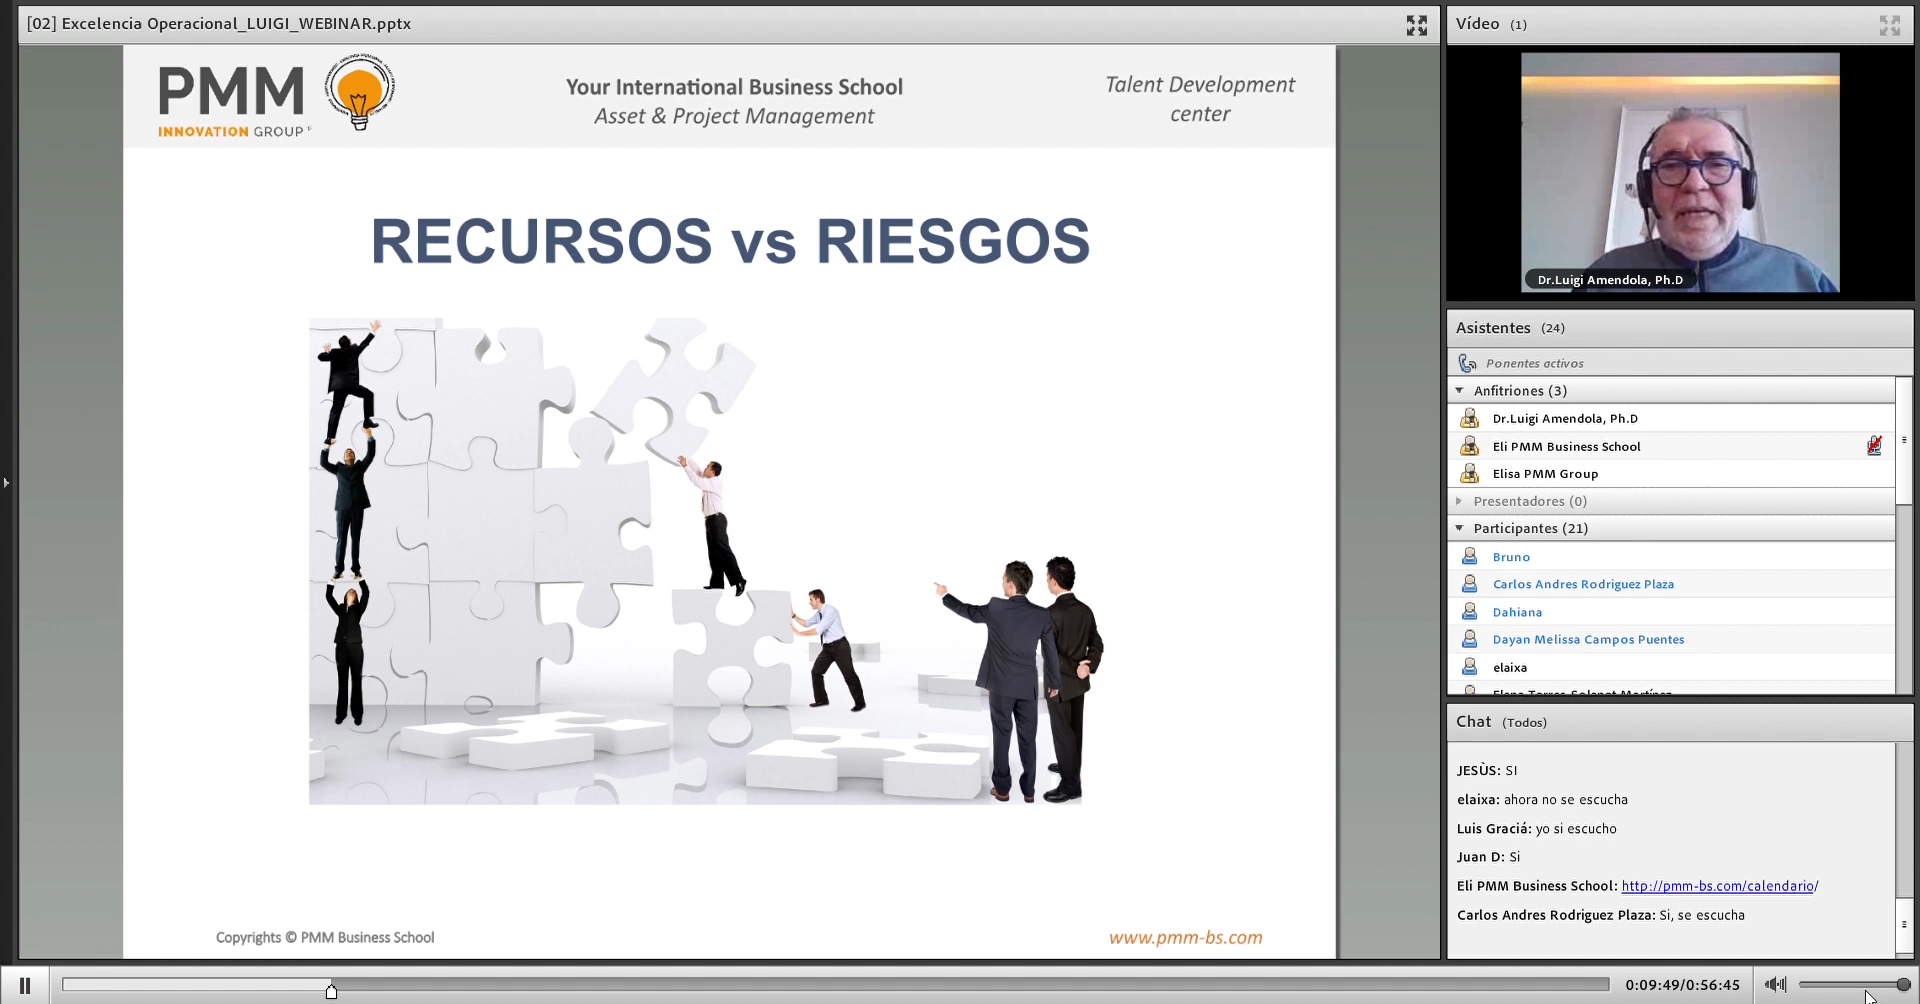 [02] Excelencia Operacional_LUIGI_WEBINAR.pptx
PMM
INNOVATION GROUP
Your International Business School
Asset & Project Management
Talent Development
center
RECURSOS vs RIESGOS
Copyrights © PMM Business School
www.pmm-bs.com
Vídeo (1)
Dr.Luigi Amendola, Ph.D
Asistentes (24)
Ponentes activos
Anfitriones (3)
Dr.Luigi Amendola, Ph.D
Eli PMM Business School
Elisa PMM Group
Presentadores (0)
Participantes (21)
Bruno
Carlos Andres Rodriguez Plaza
Dahiana
Dayan Melissa Campos Puentes
elaixa
Elena Torres-Solanot Martínez
Chat (Todos)
JESÙS: SI
elaixa: ahora no se escucha
Luis Graciá: yo si escucho
Juan D: Si
Eli PMM Business School: http://pmm-bs.com/calendario/
Carlos Andres Rodriguez Plaza: Si, se escucha
0:09:49/0:56:45